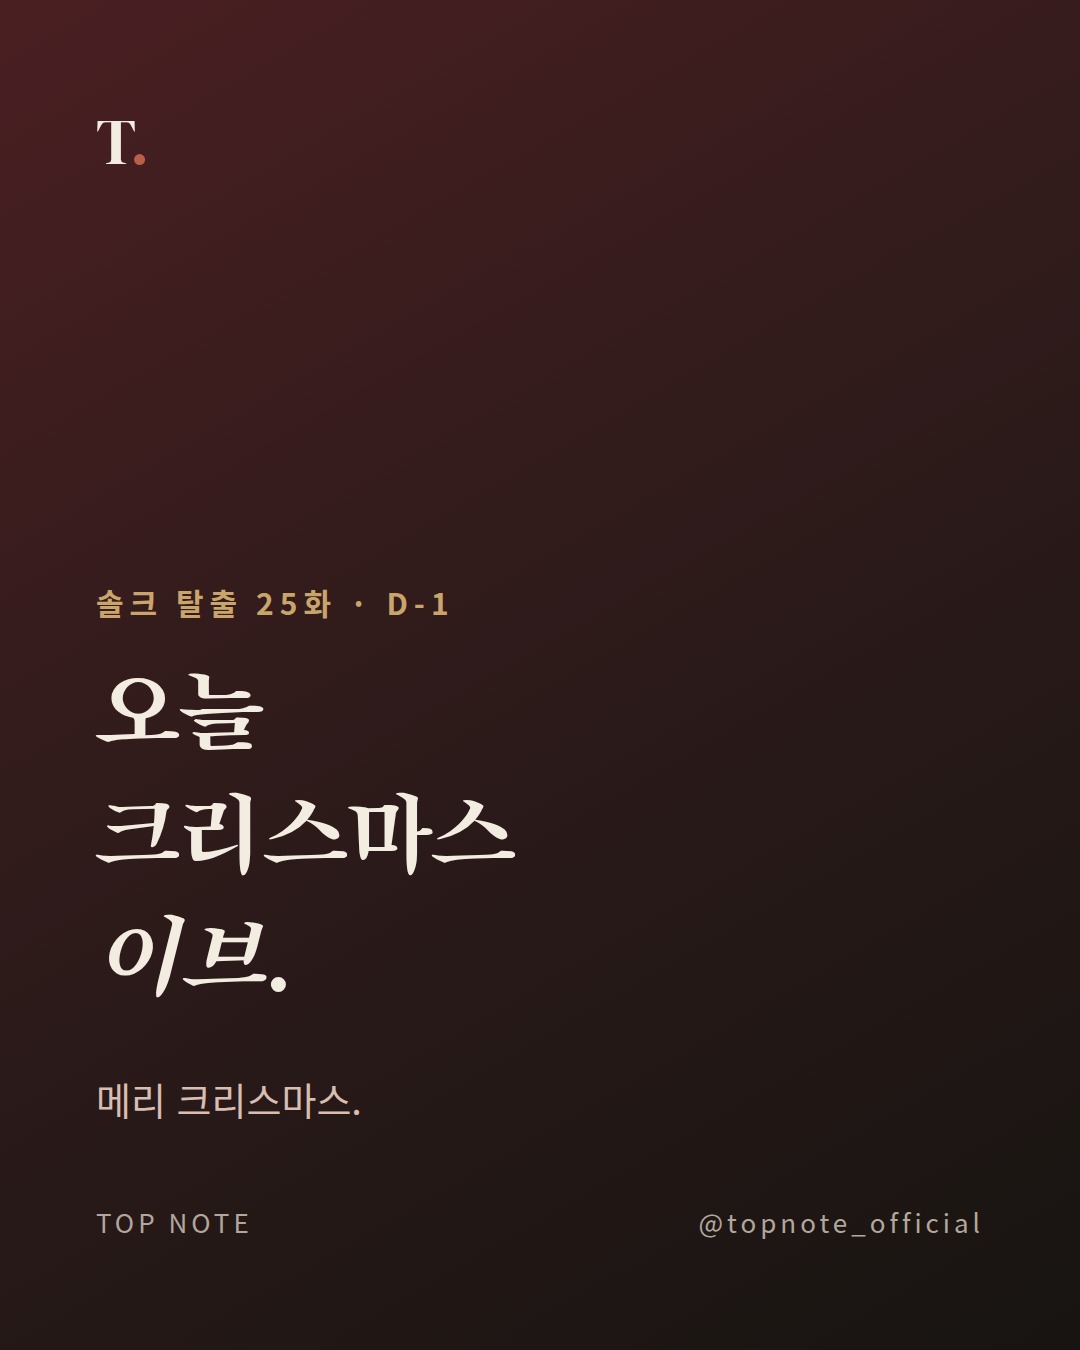 T.
솔크 탈출 25화 · D-1
오늘
크리스마스
이브.
메리 크리스마스.
TOP NOTE
@topnote_official